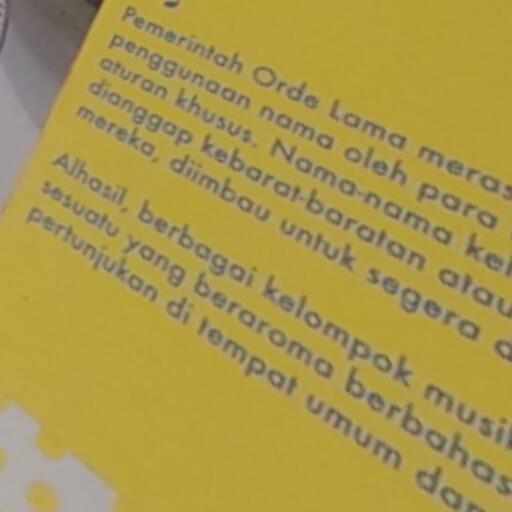 Pemerintah Orde Lama meras
penggunaan nama oleh para
aturan khusus. Nama-nama kel
dianggap kebarat-baratan atau
mereka, diimbau untuk segera d
Alhasil, berbagai kelompok musik
sesuatu yang beraroma berbahas
pertunjukan di tempat umum dan